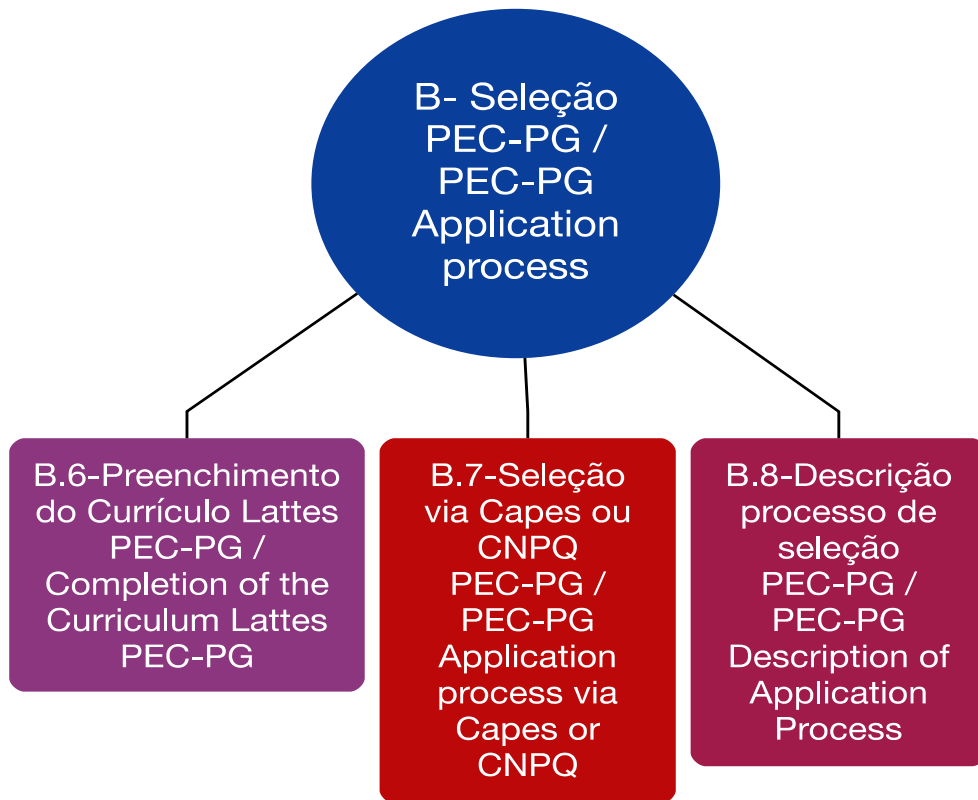 B- Seleção
PEC-PG /
PEC-PG
Application
process
B.6-Preenchimento
do Currículo Lattes
PEC-PG /
Completion of the
Curriculum Lattes
PEC-PG
B.7-Seleção
via Capes ou
CNPQ
PEC-PG /
PEC-PG
Application
process via
Capes or
CNPQ
B.8-Descrição
processo de
seleção
PEC-PG /
PEC-PG
Description of
Application
Process